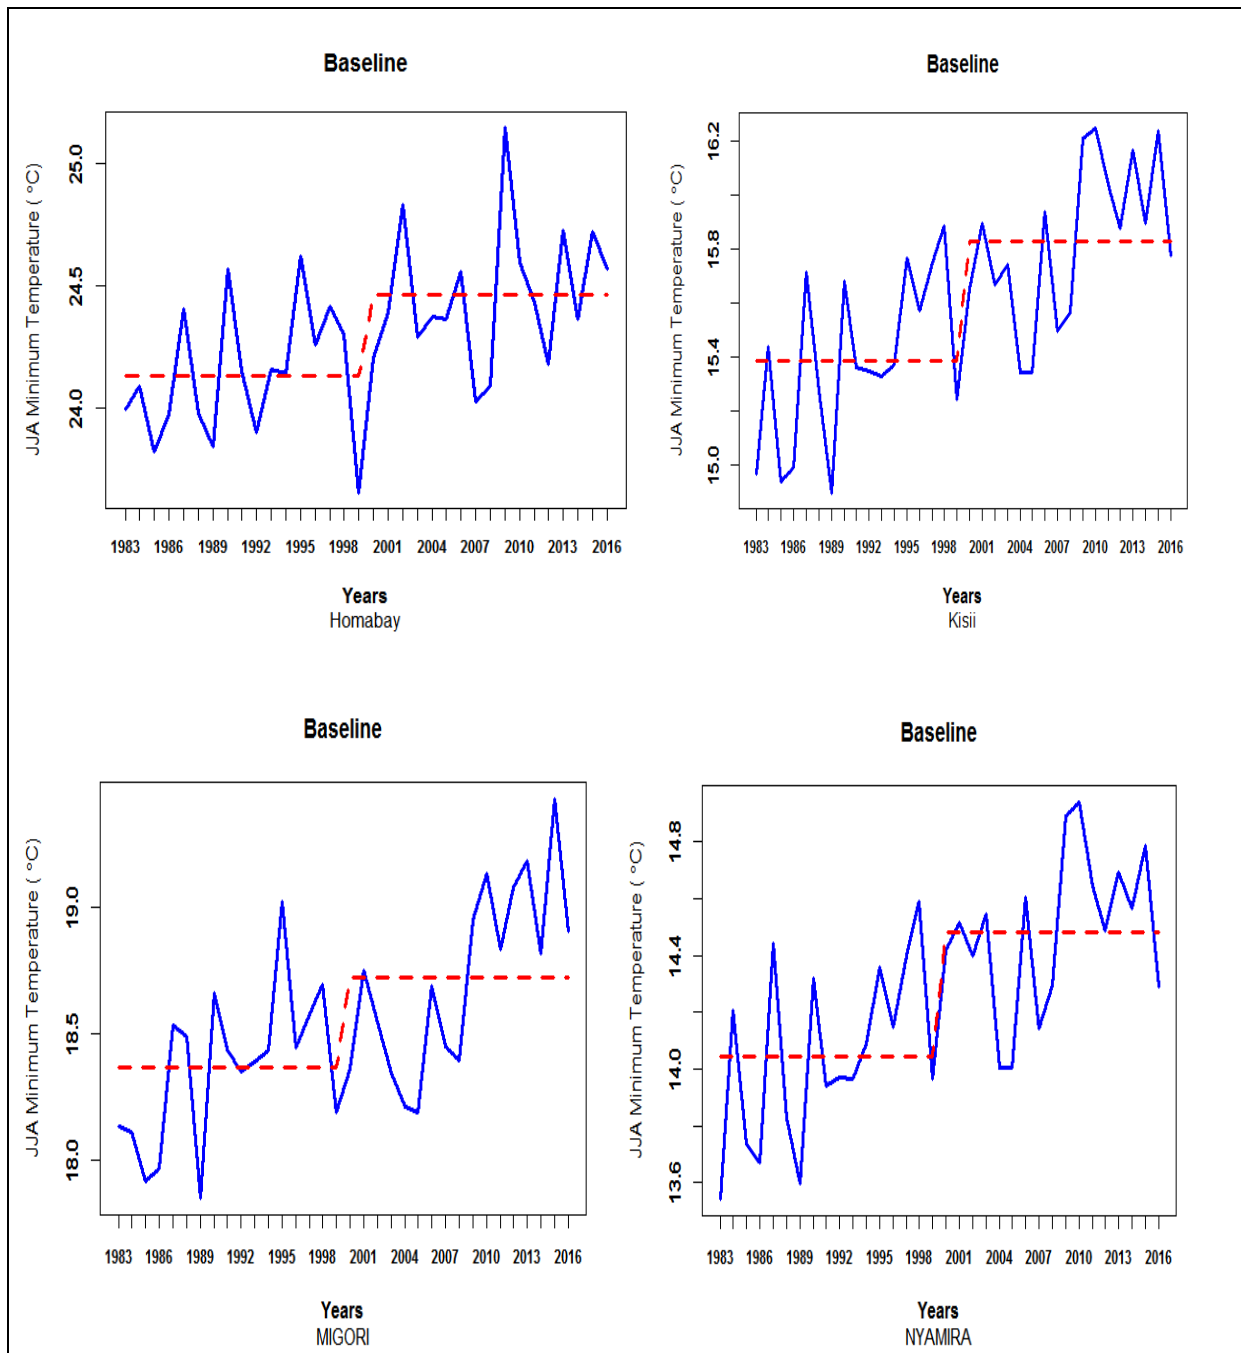 Baseline
JJA Minimum Temperature ( °C)
25.0
24.5
24.0
1983 1986 1989 1992 1995 1998 2001 2004 2007 2010 2013 2016
Years
Homabay
Baseline
JJA Minimum Temperature ( °C)
16.2
15.8
15.4
15.0
1983 1986 1989 1992 1995 1998 2001 2004 2007 2010 2013 2016
Years
Kisii
Baseline
JJA Minimum Temperature ( °C)
19.0
18.5
18.0
1983 1986 1989 1992 1995 1998 2001 2004 2007 2010 2013 2016
Years
MIGORI
Baseline
JJA Minimum Temperature ( °C)
14.8
14.4
14.0
13.6
1983 1986 1989 1992 1995 1998 2001 2004 2007 2010 2013 2016
Years
NYAMIRA